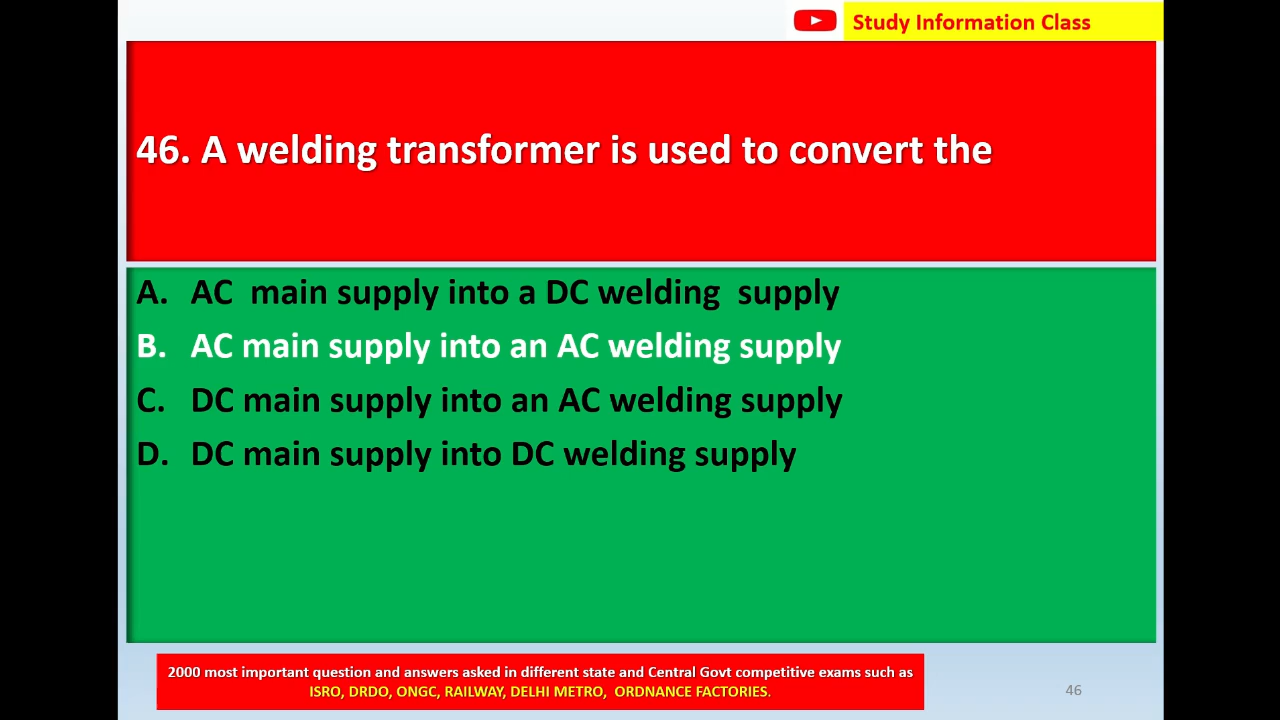 Study Information Class
46. A welding transformer is used to convert the
A. AC main supply into a DC welding supply
B. AC main supply into an AC welding supply
C. DC main supply into an AC welding supply
D. DC main supply into DC welding supply
2000 most important question and answers asked in different state and Central Govt competitive exams such as
ISRO, DRDO, ONGC, RAILWAY, DELHI METRO, ORDNANCE FACTORIES.
46